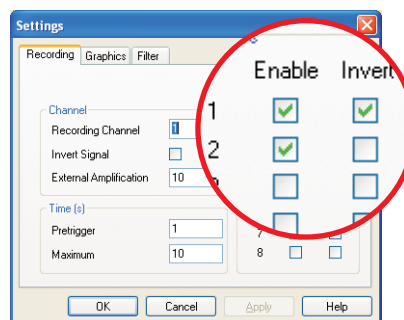 Settings
Recording Graphics Filter
Enable Invert
Channel
Recording Channel 1
Invert Signal
External Amplification 10
1
2
Time (s)
Pretrigger 1
Maximum 10
7
8
OK Cancel Apply Help